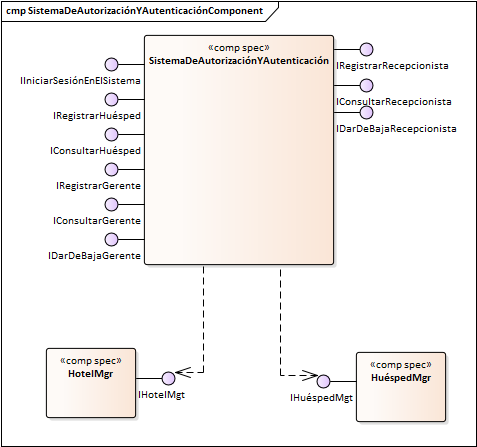 cmp SistemaDeAutorizaciónYAutenticaciónComponent
«comp spec»
SistemaDeAutorizaciónYAutenticación
IIniciarSesiónEnElSistema
IRegistrarHuésped
IConsultarHuésped
IRegistrarGerente
IConsultarGerente
IDarDeBajaGerente
IRegistrarRecepcionista
IConsultarRecepcionista
IDarDeBajaRecepcionista
«comp spec»
HotelMgr
IHotelMgt
IHuéspedMgt
«comp spec»
HuéspedMgr